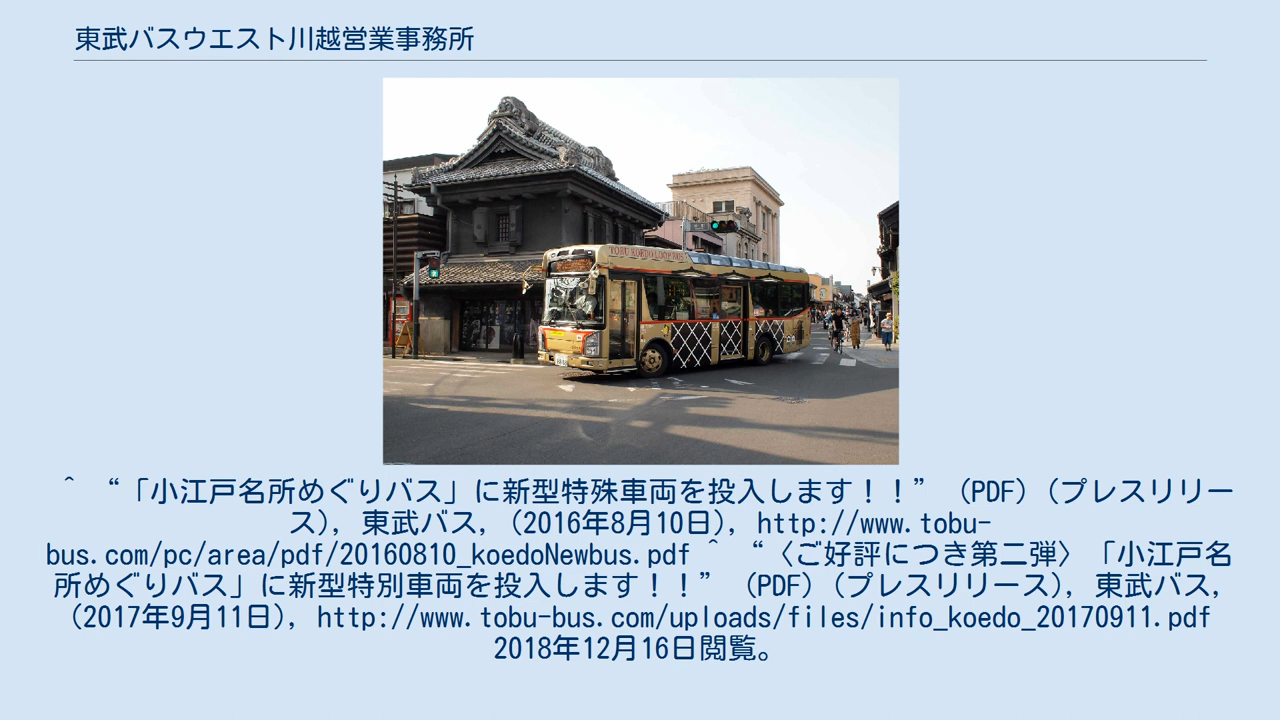 東武バスウエスト川越営業事務所
TOBU KOEDO LOOP BUS
^ “「小江戸名所めぐりバス」に新型特殊車両を投入します！！” (PDF) (プレスリリー
ス), 東武バス, (2016年8月10日), http://www.tobu-
bus.com/pc/area/pdf/20160810_koedoNewbus.pdf ^ “〈ご好評につき第二弾〉「小江戸名
所めぐりバス」に新型特別車両を投入します！！” (PDF) (プレスリリース), 東武バス,
(2017年9月11日), http://www.tobu-bus.com/uploads/files/info_koedo_20170911.pdf
2018年12月16日閲覧。